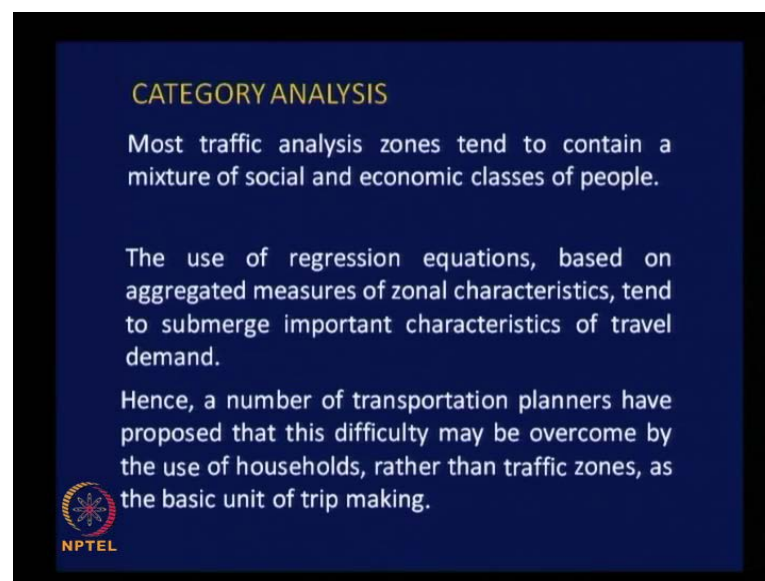 CATEGORY ANALYSIS
Most traffic analysis zones tend to contain a
mixture of social and economic classes of people.
The use of regression equations, based on
aggregated measures of zonal characteristics, tend
to submerge important characteristics of travel
demand.
Hence, a number of transportation planners have
proposed that this difficulty may be overcome by
the use of households, rather than traffic zones, as
the basic unit of trip making.
NPTEL